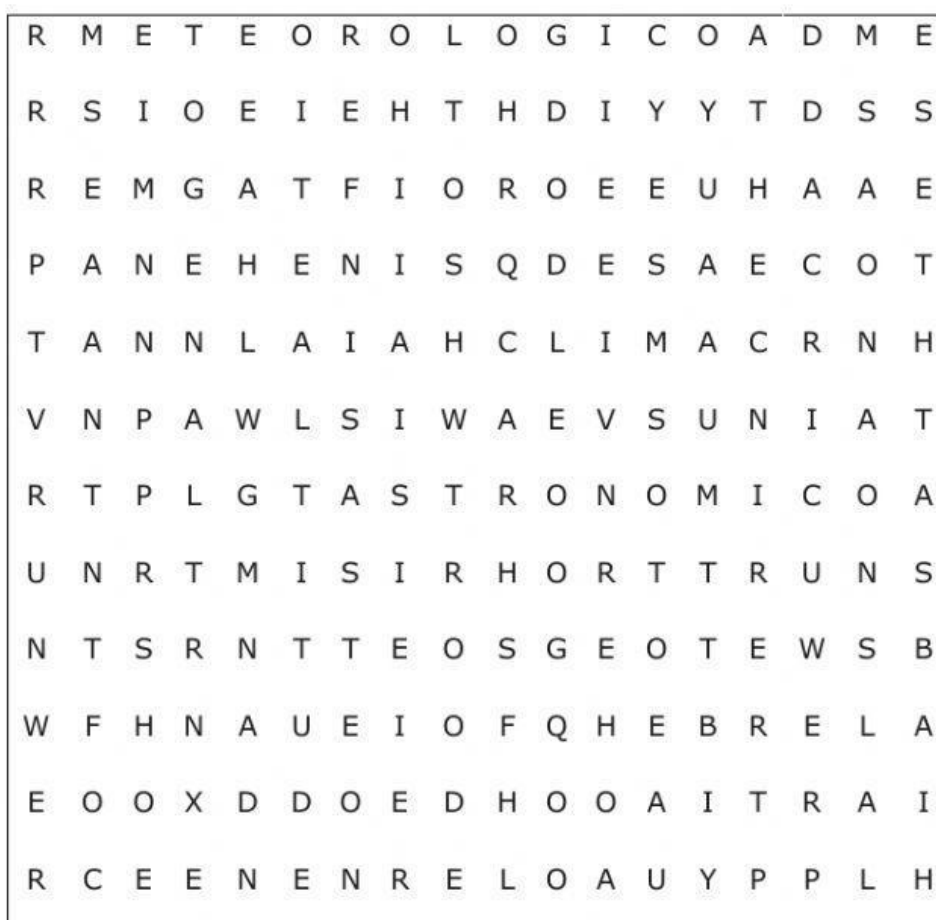 R M E T E O R O L O G I C O A D M E
R S I O E I E H T H D I Y Y T D S S
R E M G A T F I O R O E E U H A A E
P A N E H E N I S Q D E S A E C O T
T A N N L A I A H C L I M A C R N H
V N P A W L S I W A E V S U N I A T
R T P L G T A S T R O N O M I C O A
U N R T M I S I R H O R T T R U N S
N T S R N T T E O S G E O T E W S B
W F H N A U E I O F Q H E B R E L A
E O O X D D O E D H O O A I T R A I
R C E E N E N R E L O A U Y P P L H